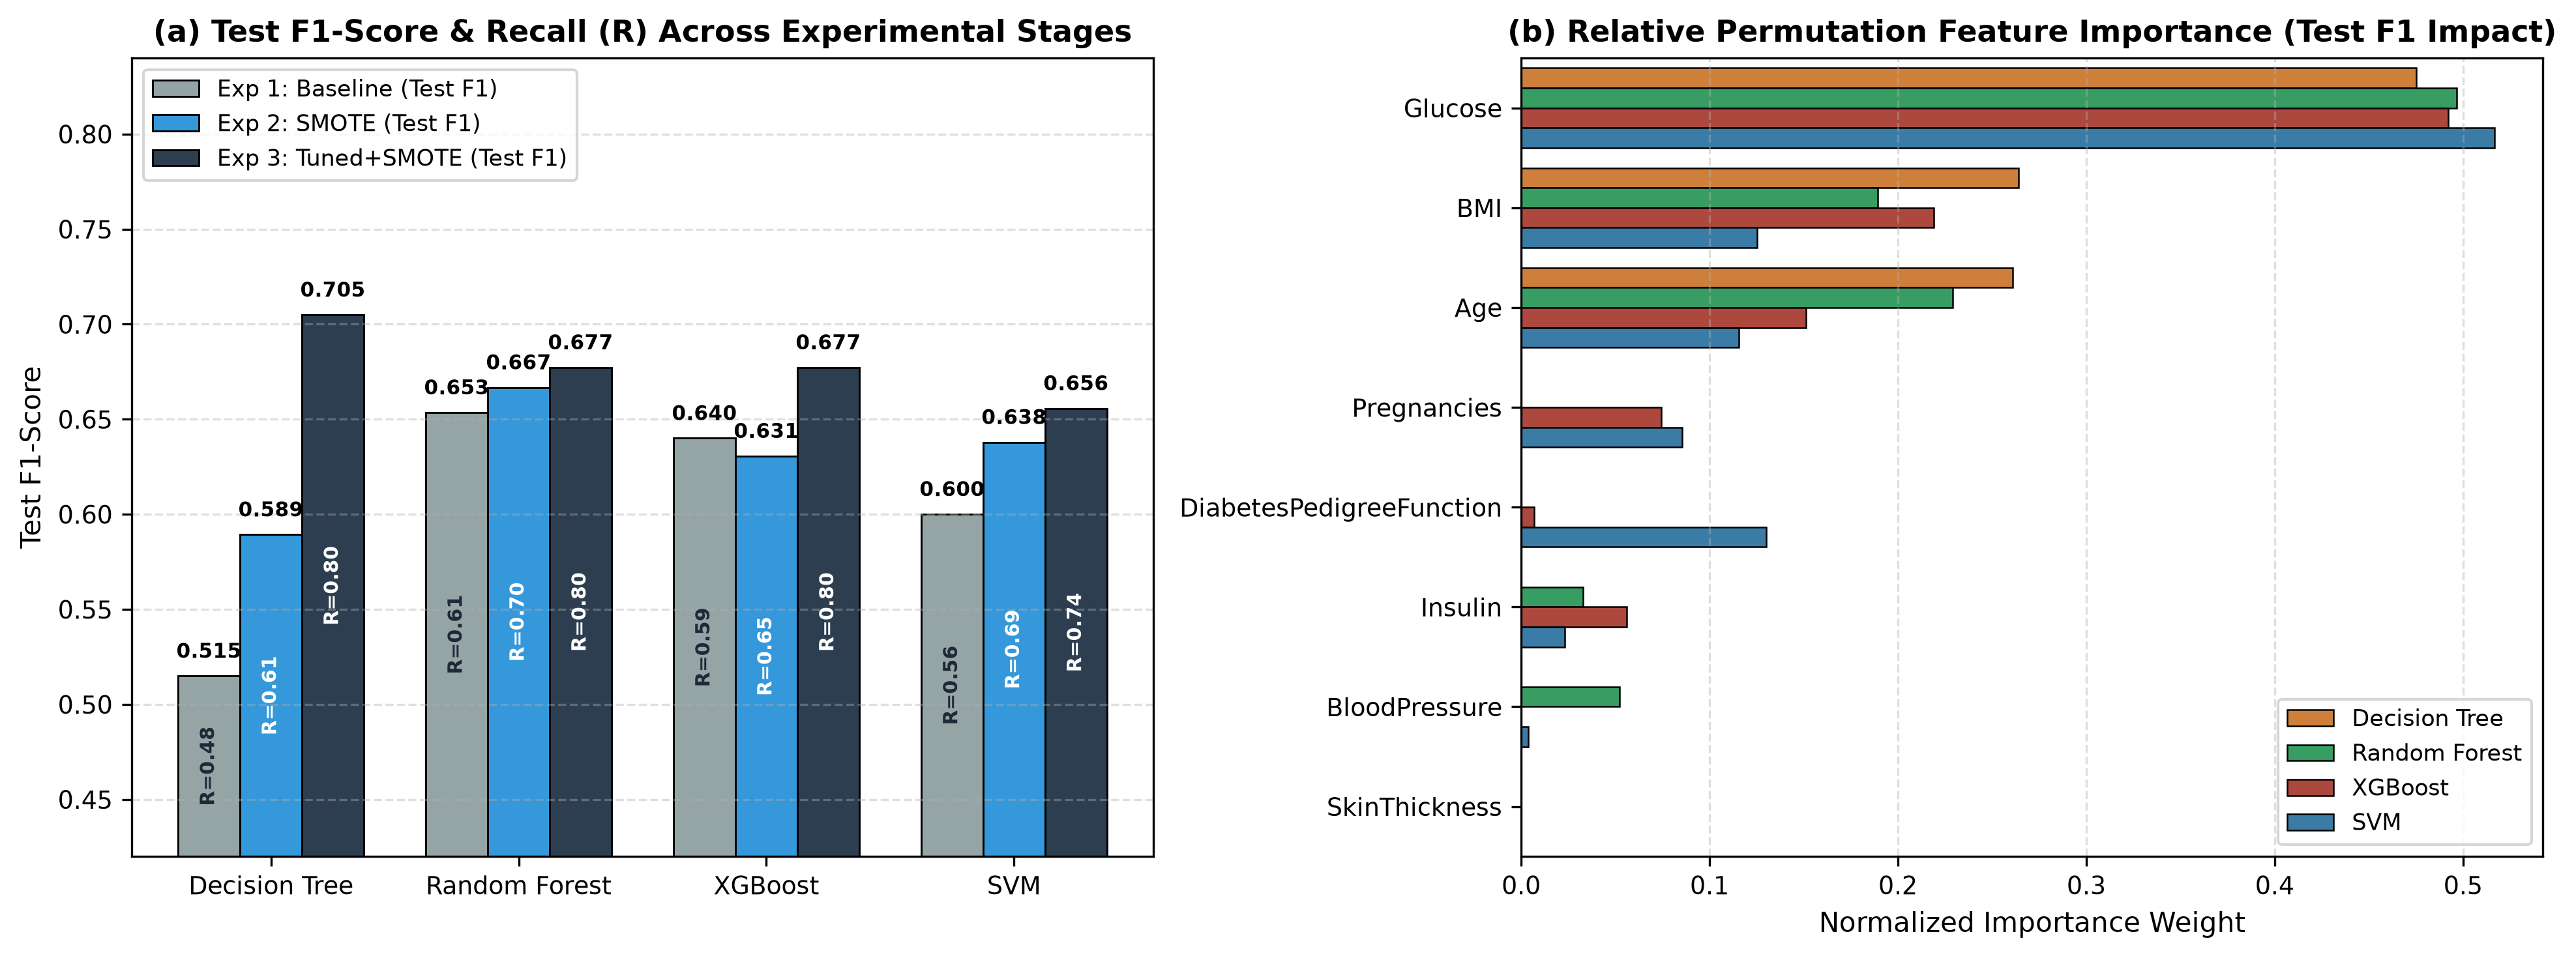 (a) Test F1-Score & Recall (R) Across Experimental Stages
Exp 1: Baseline (Test F1)
Exp 2: SMOTE (Test F1)
Exp 3: Tuned+SMOTE (Test F1)
Test F1-Score
0.80
0.75
0.70
0.65
0.60
0.55
0.50
0.45
0.515
0.589
0.705
0.653
0.667
0.677
0.640
0.631
0.677
0.600
0.638
0.656
R=0.48
R=0.61
R=0.80
R=0.61
R=0.70
R=0.80
R=0.59
R=0.65
R=0.80
R=0.56
R=0.69
R=0.74
Decision Tree
Random Forest
XGBoost
SVM
(b) Relative Permutation Feature Importance (Test F1 Impact)
Glucose
BMI
Age
Pregnancies
DiabetesPedigreeFunction
Insulin
BloodPressure
SkinThickness
Decision Tree
Random Forest
XGBoost
SVM
0.0
0.1
0.2
0.3
0.4
0.5
Normalized Importance Weight